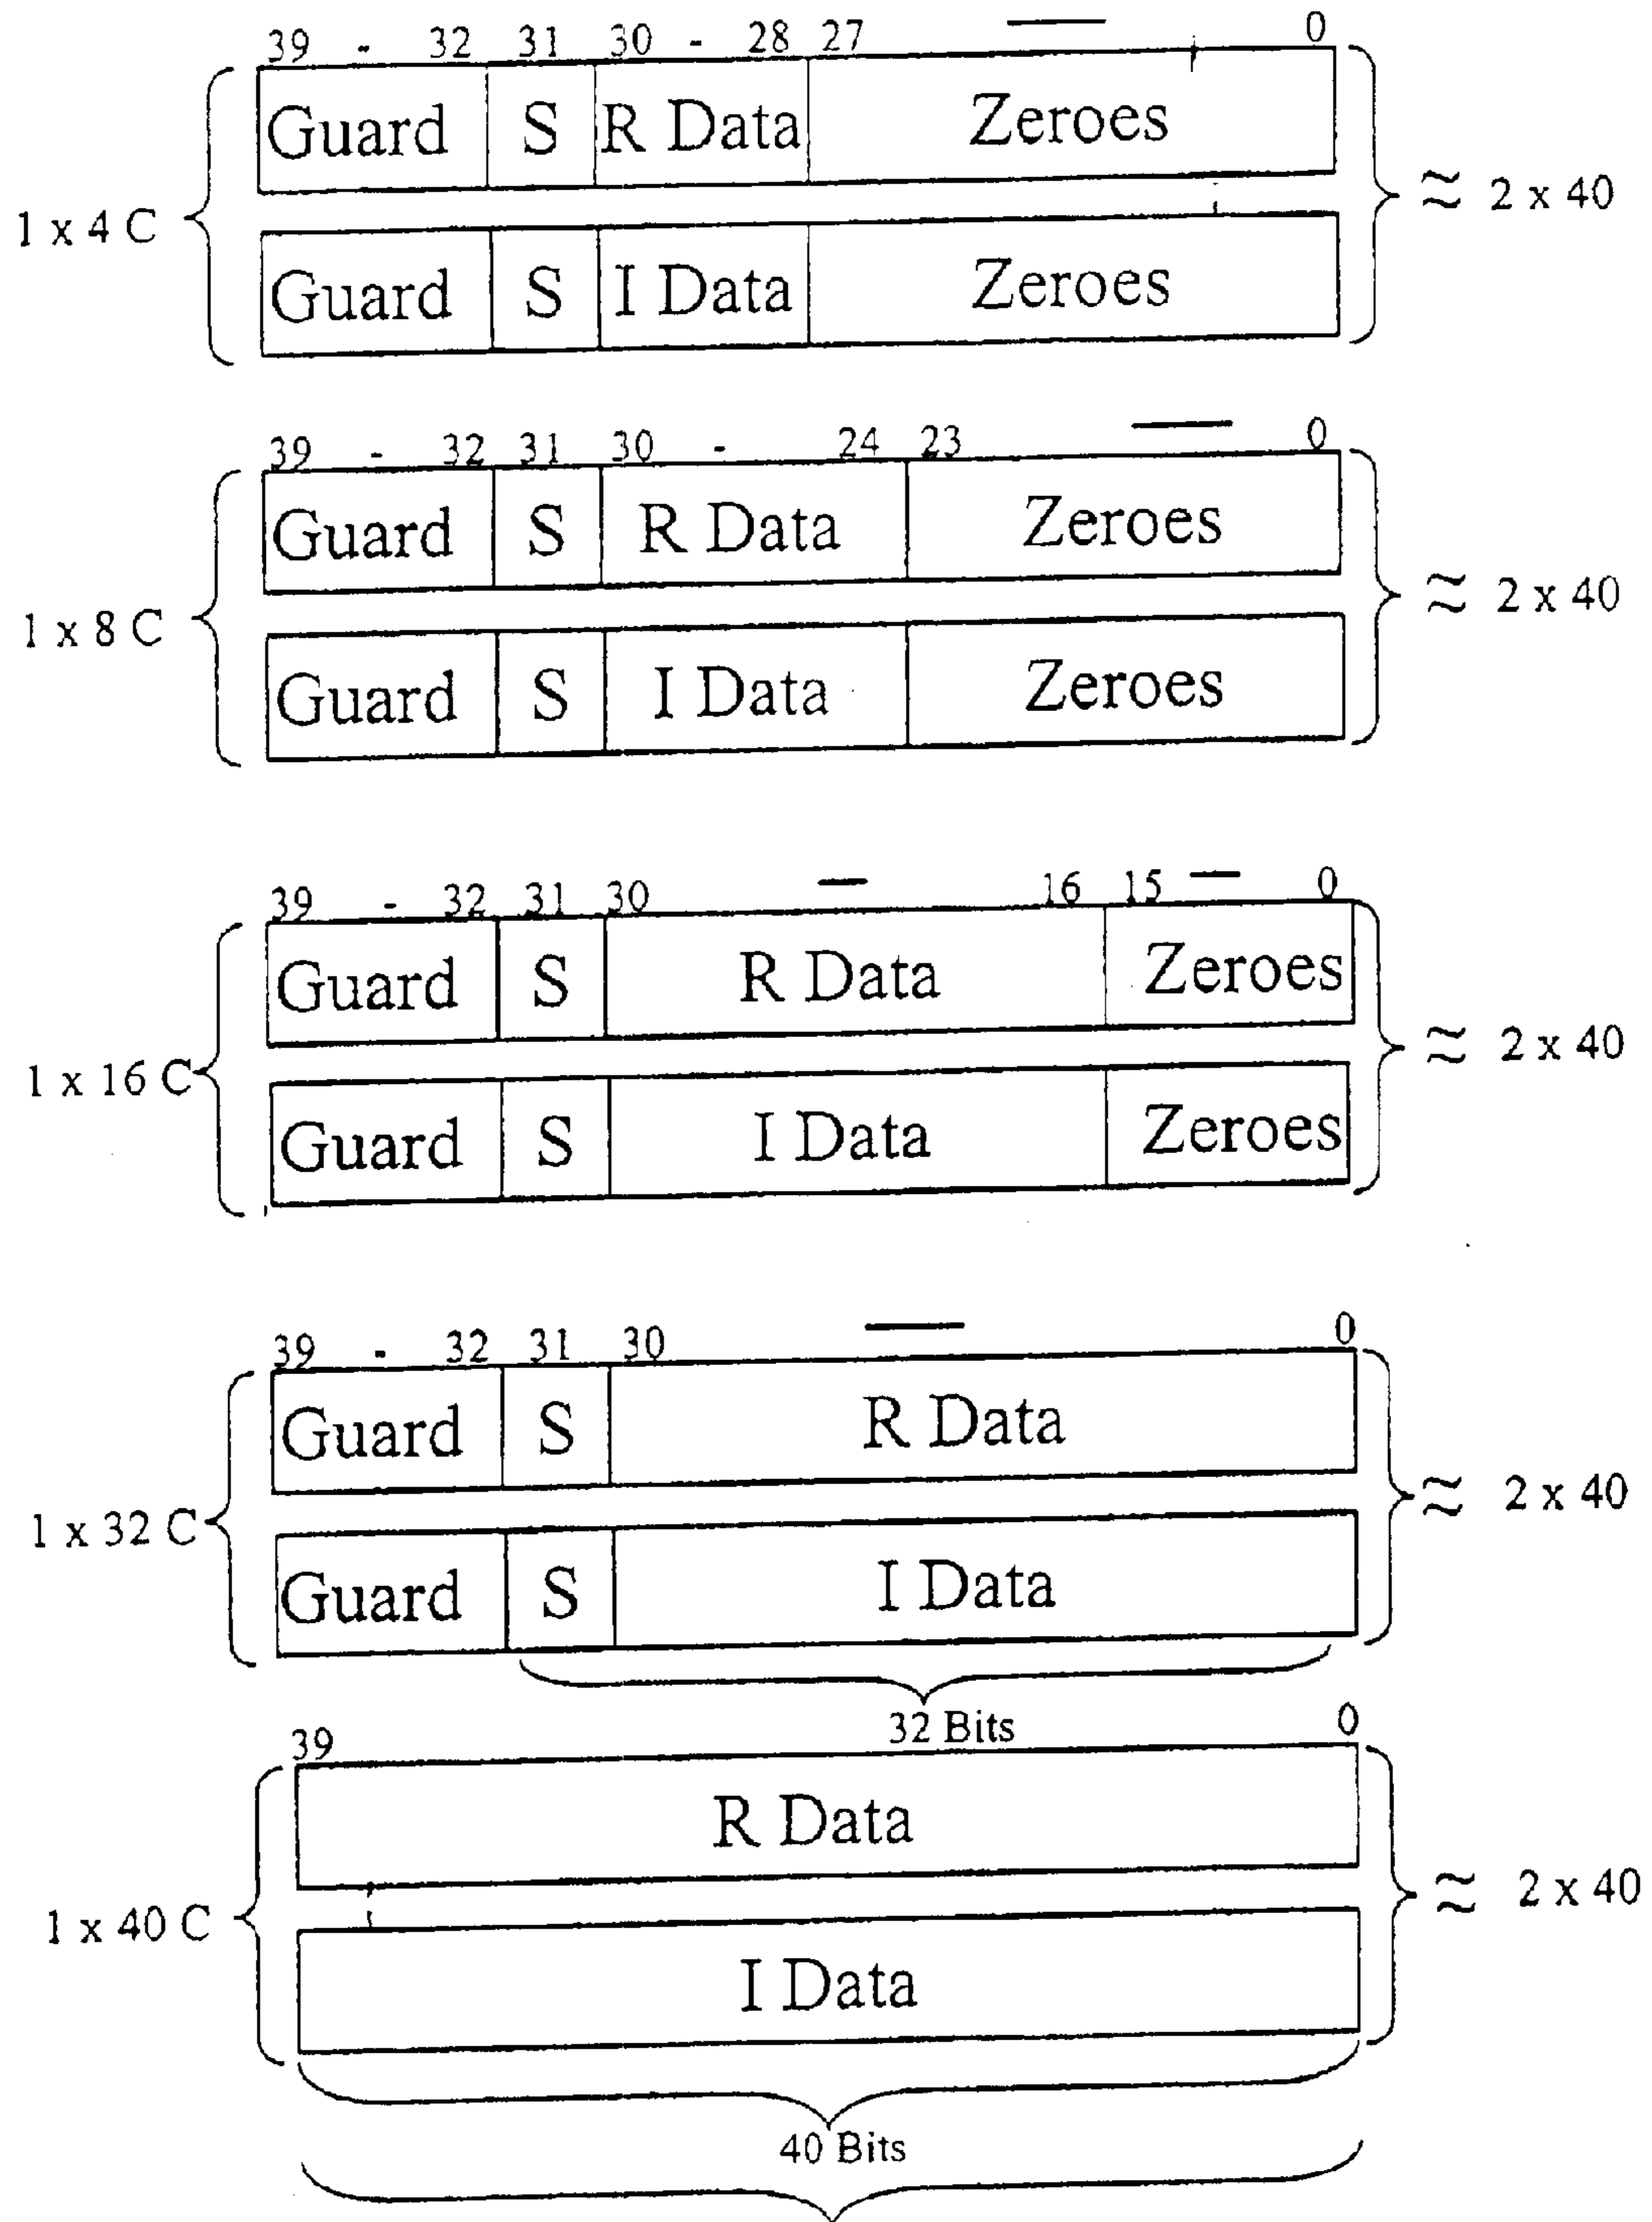 39 - 32 31 30 - 28 27 — 0
Guard S R Data Zeroes
1 x 4 C ≈ 2 x 40
Guard S I Data Zeroes
39 - 32 31 30 - 24 23 — 0
Guard S R Data Zeroes
1 x 8 C ≈ 2 x 40
Guard S I Data Zeroes
39 - 32 31 30 — 16 15 — 0
Guard S R Data Zeroes
1 x 16 C ≈ 2 x 40
Guard S I Data Zeroes
39 - 32 31 30 — 0
Guard S R Data
1 x 32 C ≈ 2 x 40
Guard S I Data
32 Bits
39 0
R Data
1 x 40 C ≈ 2 x 40
I Data
40 Bits